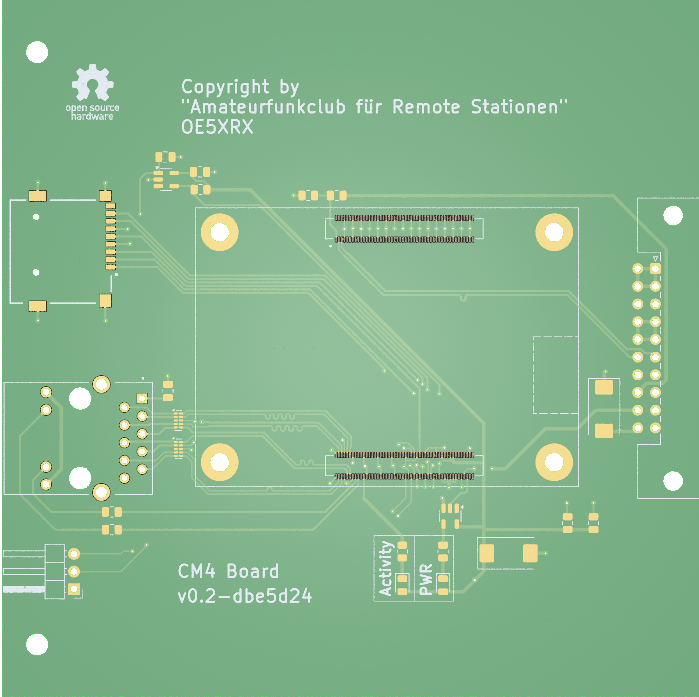 open source
hardware
Copyright by
"Amateurfunkclub für Remote Stationen"
OE5XRX
CM4 Board
v0.2-dbe5d24
Activity
PWR